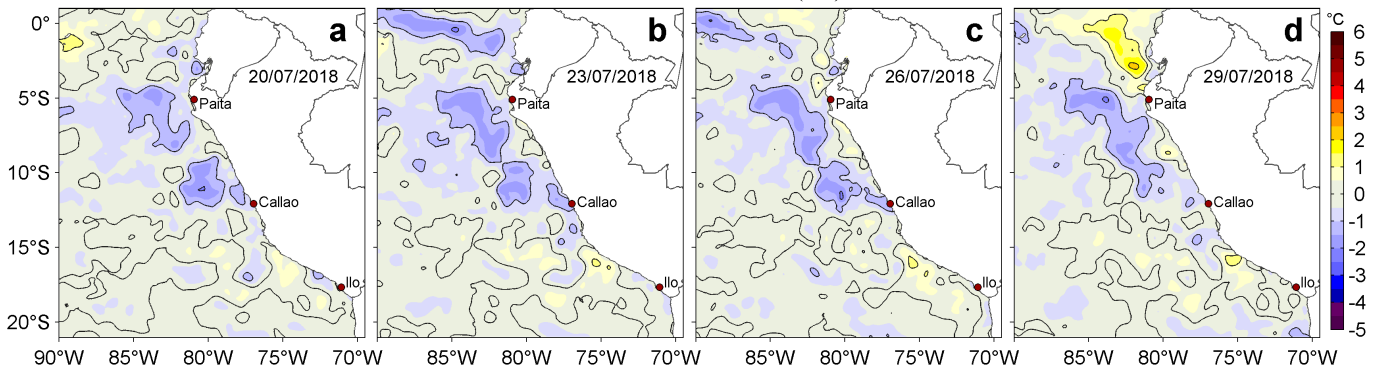 a
b
c
d
°C
20/07/2018
23/07/2018
26/07/2018
29/07/2018
Paita
Callao
Ilo
Paita
Callao
Ilo
Paita
Callao
Ilo
Paita
Callao
Ilo
0°
5°S
10°S
15°S
20°S
90°W 85°W 80°W 75°W 70°W
85°W 80°W 75°W 70°W
85°W 80°W 75°W 70°W
85°W 80°W 75°W 70°W
6
5
4
3
2
1
0
-1
-2
-3
-4
-5